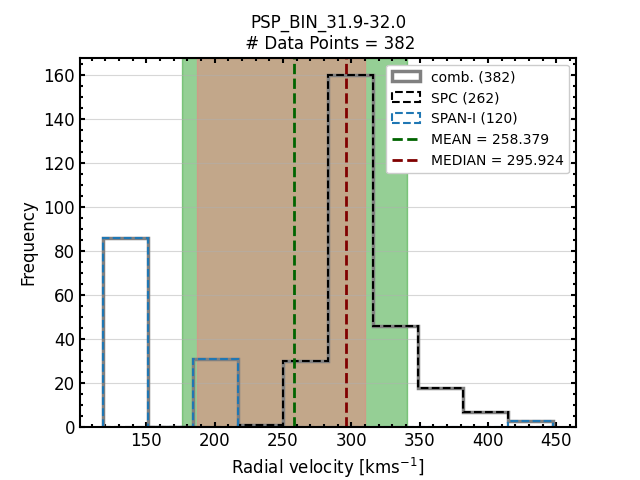 PSP_BIN_31.9-32.0
# Data Points = 382
comb. (382)
SPC (262)
SPAN-I (120)
MEAN = 258.379
MEDIAN = 295.924
160
140
120
100
80
60
40
20
0
Frequency
150 200 250 300 350 400 450
Radial velocity [kms⁻¹]